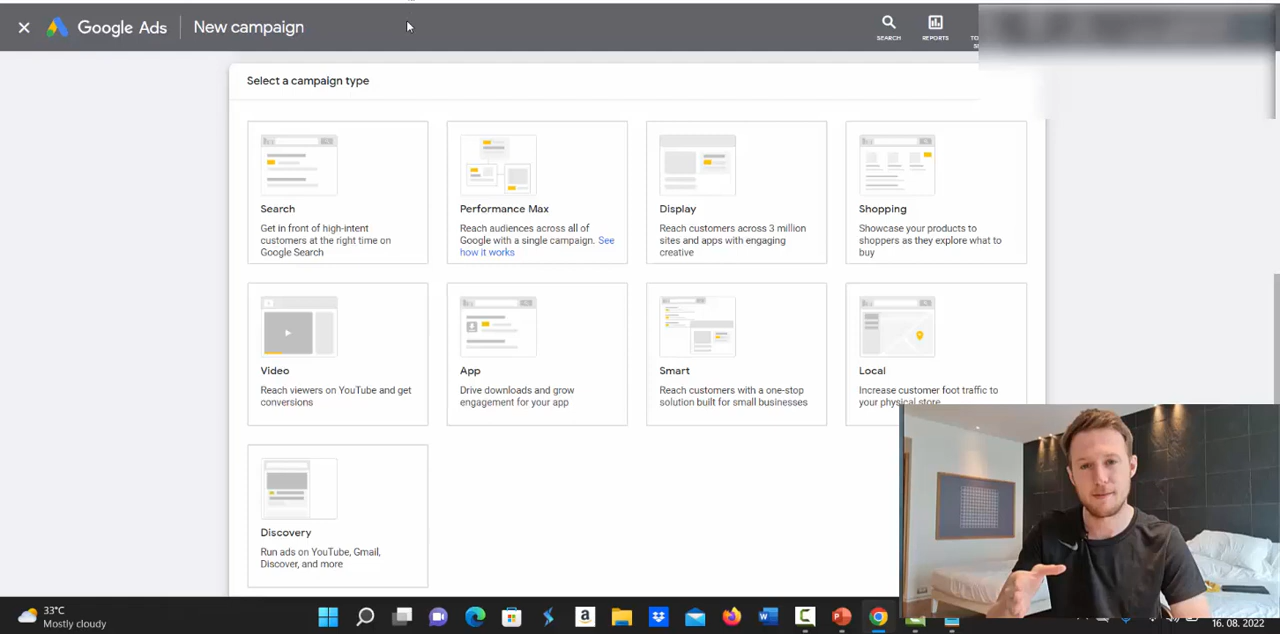 Google Ads New campaign
SEARCH
REPORTS
Select a campaign type
Search
Get in front of high-intent
customers at the right time on
Google Search
Performance Max
Reach audiences across all of
Google with a single campaign. See
how it works
Display
Reach customers across 3 million
sites and apps with engaging
creative
Shopping
Showcase your products to
shoppers as they explore what to
buy
Video
Reach viewers on YouTube and get
conversions
App
Drive downloads and grow
engagement for your app
Smart
Reach customers with a one-stop
solution built for small businesses
Local
Increase customer foot traffic to
your physical store
Discovery
Run ads on YouTube, Gmail,
Discover, and more
33°C
Mostly cloudy
16. 08. 2022